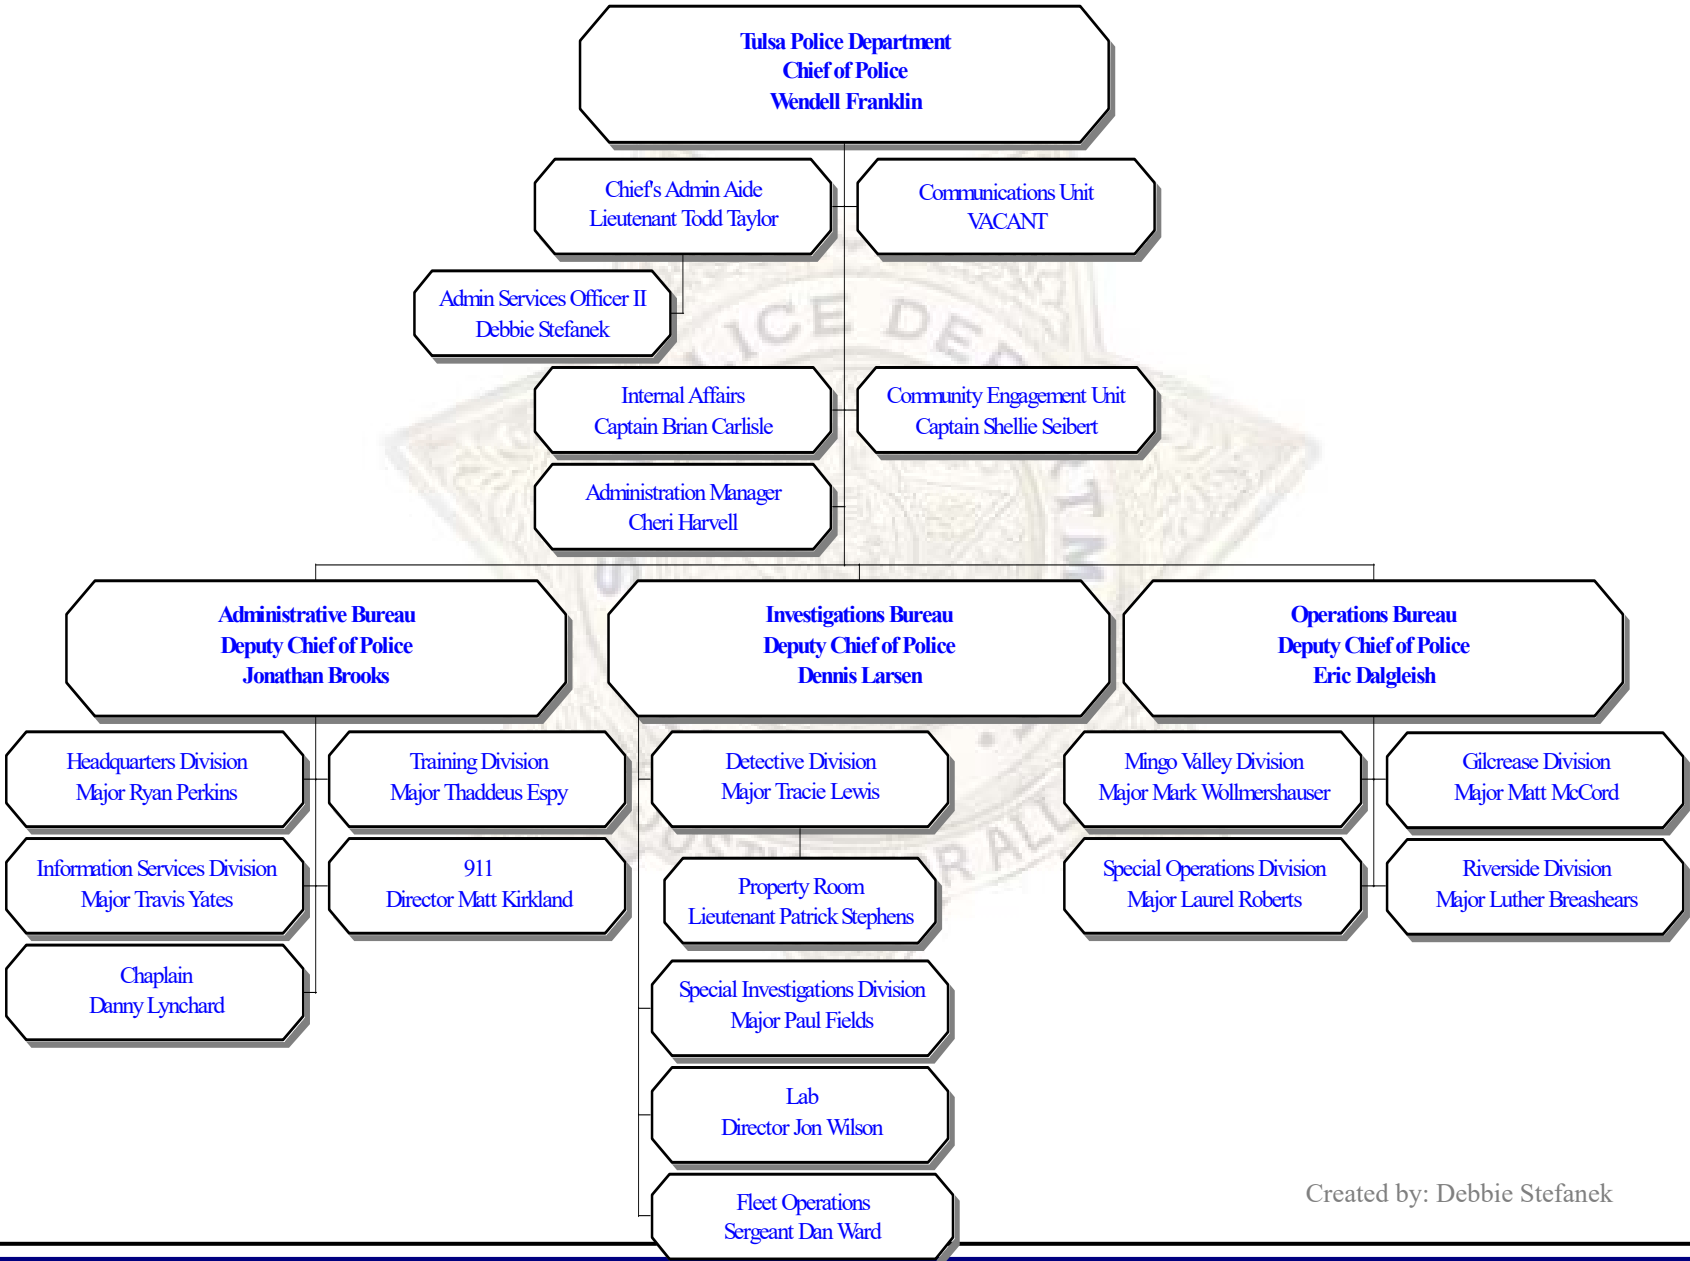 Tulsa Police Department
Chief of Police
Wendell Franklin
Chief's Admin Aide
Lieutenant Todd Taylor
Communications Unit
VACANT
Admin Services Officer II
Debbie Stefanek
Internal Affairs
Captain Brian Carlisle
Community Engagement Unit
Captain Shellie Seibert
Administration Manager
Cheri Harvell
Administrative Bureau
Deputy Chief of Police
Jonathan Brooks
Investigations Bureau
Deputy Chief of Police
Dennis Larsen
Operations Bureau
Deputy Chief of Police
Eric Dalgleish
Headquarters Division
Major Ryan Perkins
Training Division
Major Thaddeus Espy
Detective Division
Major Tracie Lewis
Mingo Valley Division
Major Mark Wollmershauser
Gilcrease Division
Major Matt McCord
Information Services Division
Major Travis Yates
911
Director Matt Kirkland
Property Room
Lieutenant Patrick Stephens
Special Operations Division
Major Laurel Roberts
Riverside Division
Major Luther Breashears
Chaplain
Danny Lynchard
Special Investigations Division
Major Paul Fields
Lab
Director Jon Wilson
Fleet Operations
Sergeant Dan Ward
Created by: Debbie Stefanek